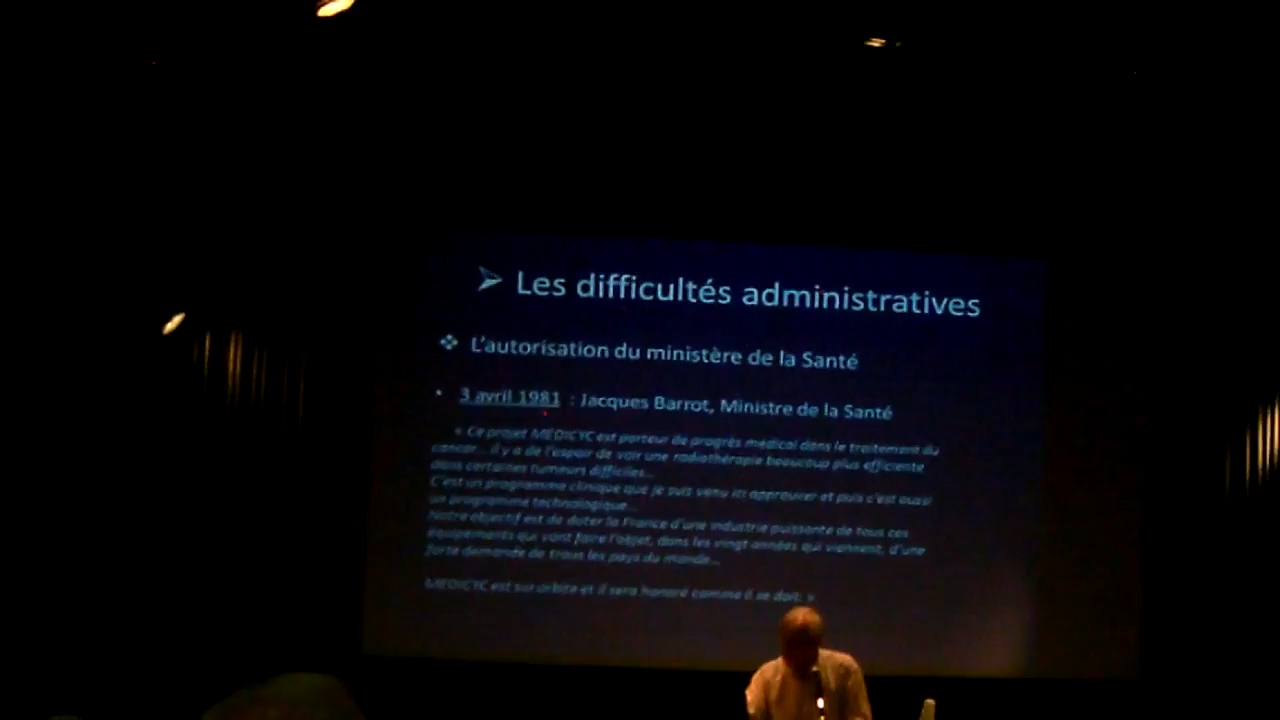 Les difficultés administratives
L'autorisation du ministère de la Santé
3 avril 1981 : Jacques Barrot, Ministre de la Santé
« Ce projet MEDICYC est porteur de progrès médical dans le traitement du
cancer... il y a de l'espoir de voir une radiothérapie beaucoup plus efficiente
dans certaines tumeurs difficiles...
C'est un programme clinique que je suis venu ici approuver et puis c'est aussi
un programme technologique...
Notre objectif est de doter la France d'une industrie puissante de tous ces
équipements qui vont faire l'objet, dans les vingt années qui viennent, d'une
forte demande de tous les pays du monde...
MEDICYC est sur orbite et il sera honoré comme il se doit. »